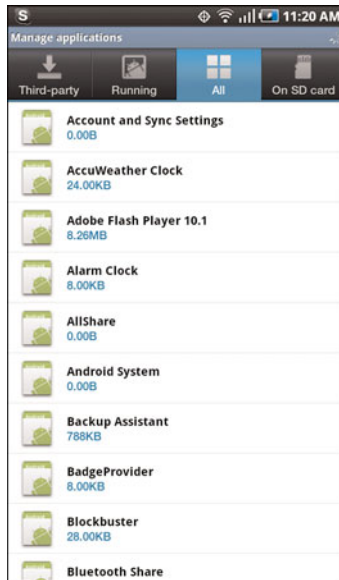 S
11:20 AM
Manage applications
Third-party
Running
All
On SD card
Account and Sync Settings
0.00B
AccuWeather Clock
24.00KB
Adobe Flash Player 10.1
8.26MB
Alarm Clock
8.00KB
AllShare
0.00B
Android System
0.00B
Backup Assistant
788KB
BadgeProvider
8.00KB
Blockbuster
28.00KB
Bluetooth Share